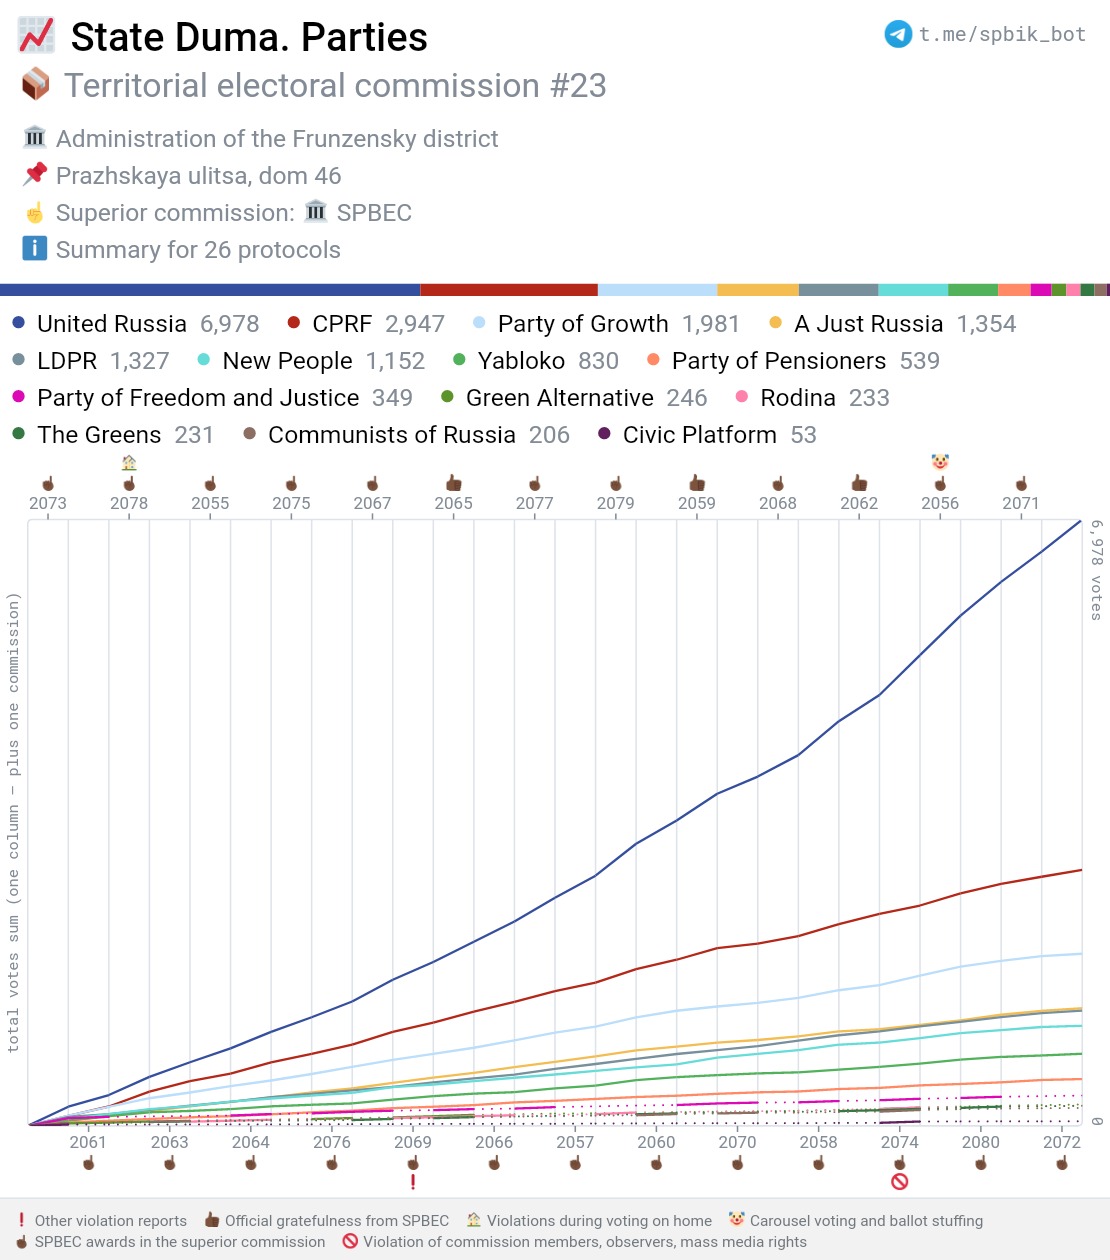 State Duma. Parties
t.me/spbik_bot
Territorial electoral commission #23
Administration of the Frunzensky district
Prazhskaya ulitsa, dom 46
Superior commission: SPBEC
Summary for 26 protocols
United Russia 6,978 CPRF 2,947 Party of Growth 1,981 A Just Russia 1,354
LDPR 1,327 New People 1,152 Yabloko 830 Party of Pensioners 539
Party of Freedom and Justice 349 Green Alternative 246 Rodina 233
The Greens 231 Communists of Russia 206 Civic Platform 53
2073 2078 2055 2075 2067 2065 2077 2079 2059 2068 2062 2056 2071
6,978 votes
total votes sum (one column – plus one commission)
0
2061 2063 2064 2076 2069 2066 2057 2060 2070 2058 2074 2080 2072
Other violation reports Official gratefulness from SPBEC Violations during voting on home Carousel voting and ballot stuffing
SPBEC awards in the superior commission Violation of commission members, observers, mass media rights